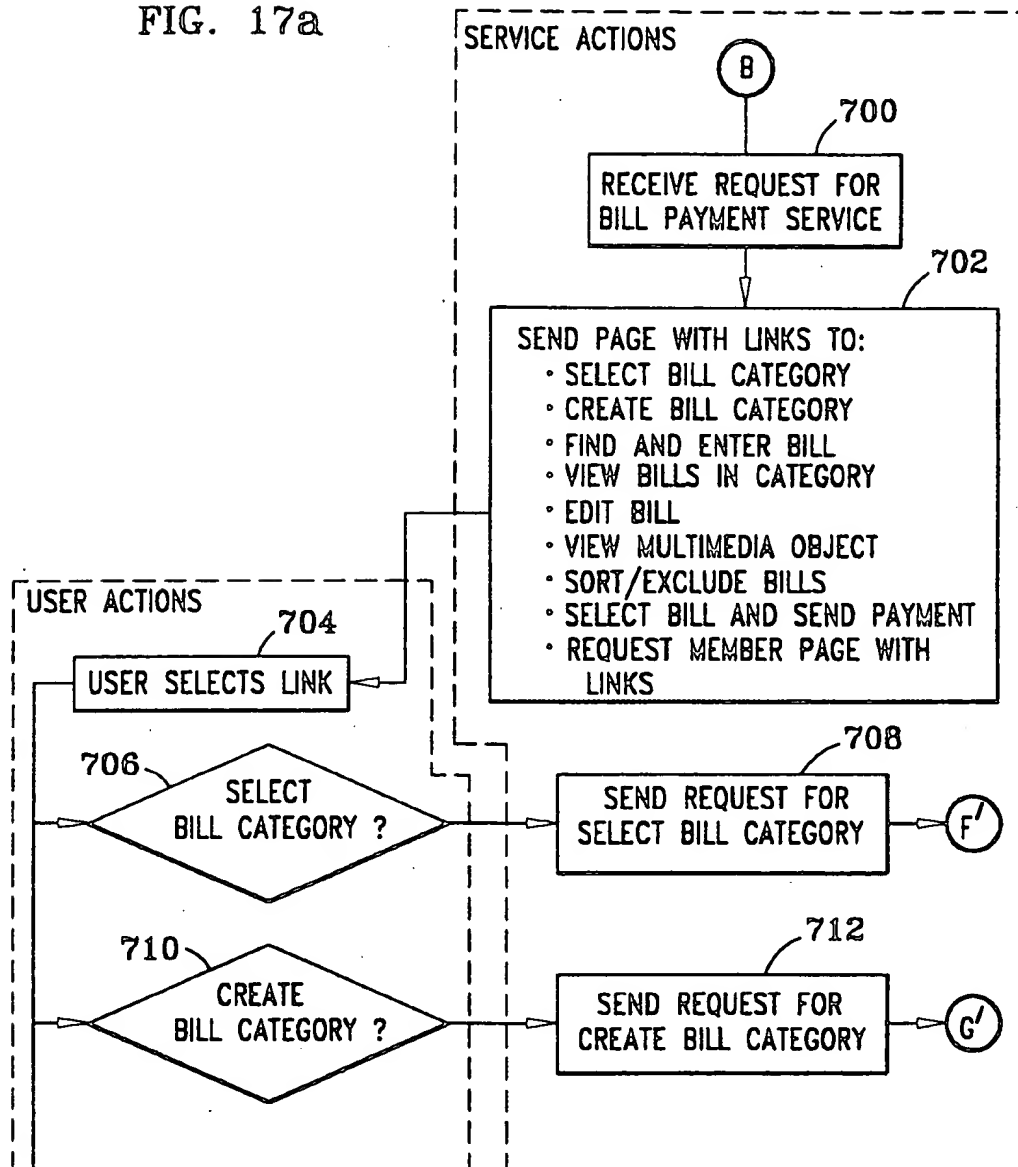 FIG. 17a
SERVICE ACTIONS
B
700
RECEIVE REQUEST FOR
BILL PAYMENT SERVICE
702
SEND PAGE WITH LINKS TO:
• SELECT BILL CATEGORY
• CREATE BILL CATEGORY
• FIND AND ENTER BILL
• VIEW BILLS IN CATEGORY
• EDIT BILL
• VIEW MULTIMEDIA OBJECT
• SORT/EXCLUDE BILLS
• SELECT BILL AND SEND PAYMENT
• REQUEST MEMBER PAGE WITH
LINKS
USER ACTIONS
704
USER SELECTS LINK
706
SELECT
BILL CATEGORY ?
708
SEND REQUEST FOR
SELECT BILL CATEGORY
F'
710
CREATE
BILL CATEGORY ?
712
SEND REQUEST FOR
CREATE BILL CATEGORY
G'